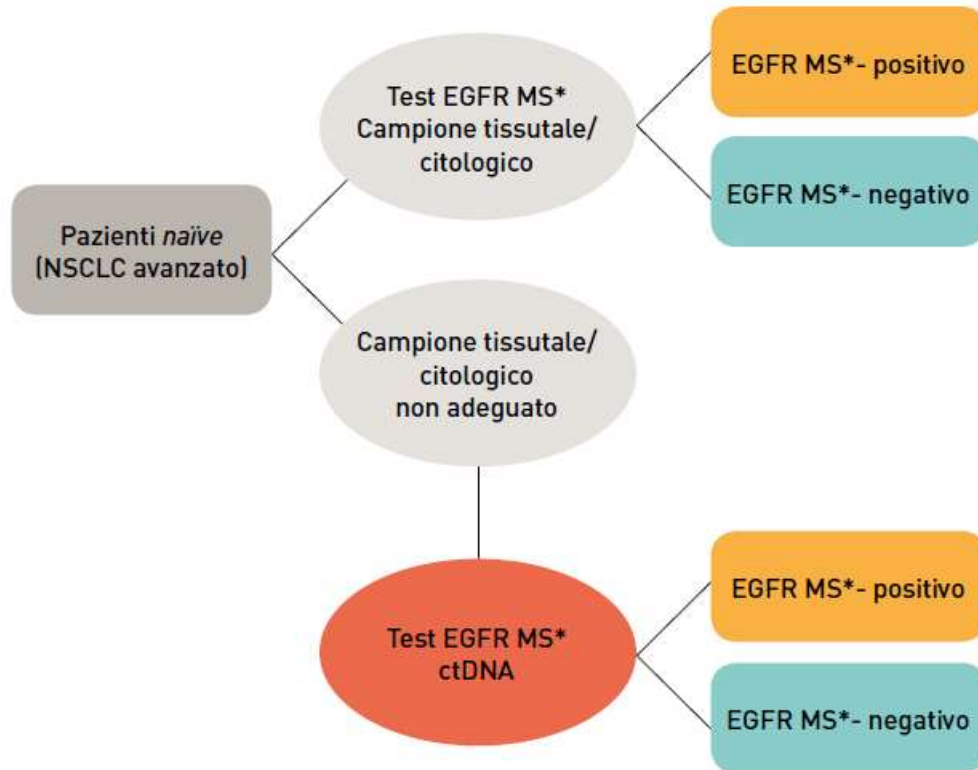 Pazienti naïve
(NSCLC avanzato)
Test EGFR MS*
Campione tissutale/
citologico
EGFR MS*- positivo
EGFR MS*- negativo
Campione tissutale/
citologico
non adeguato
Test EGFR MS*
ctDNA
EGFR MS*- positivo
EGFR MS*- negativo